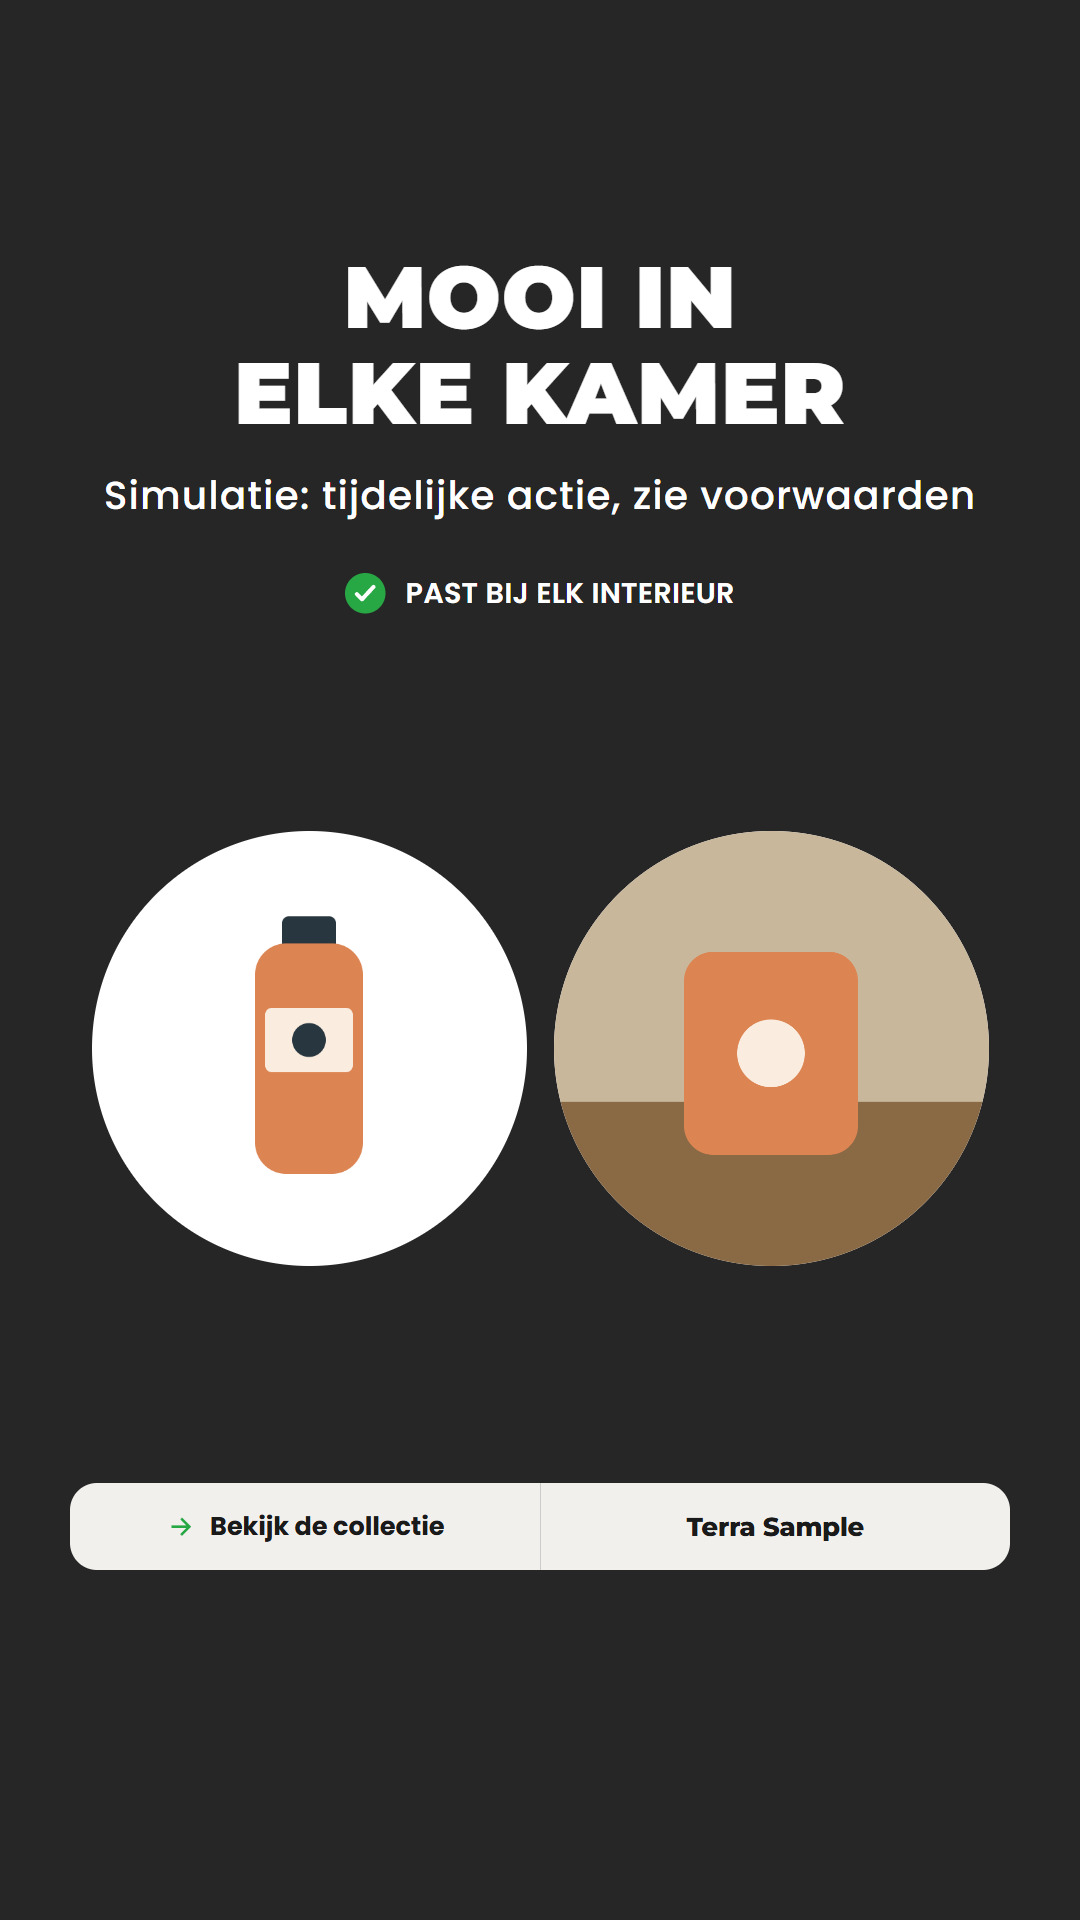 MOOI IN
ELKE KAMER
Simulatie: tijdelijke actie, zie voorwaarden
PAST BIJ ELK INTERIEUR
Bekijk de collectie
Terra Sample